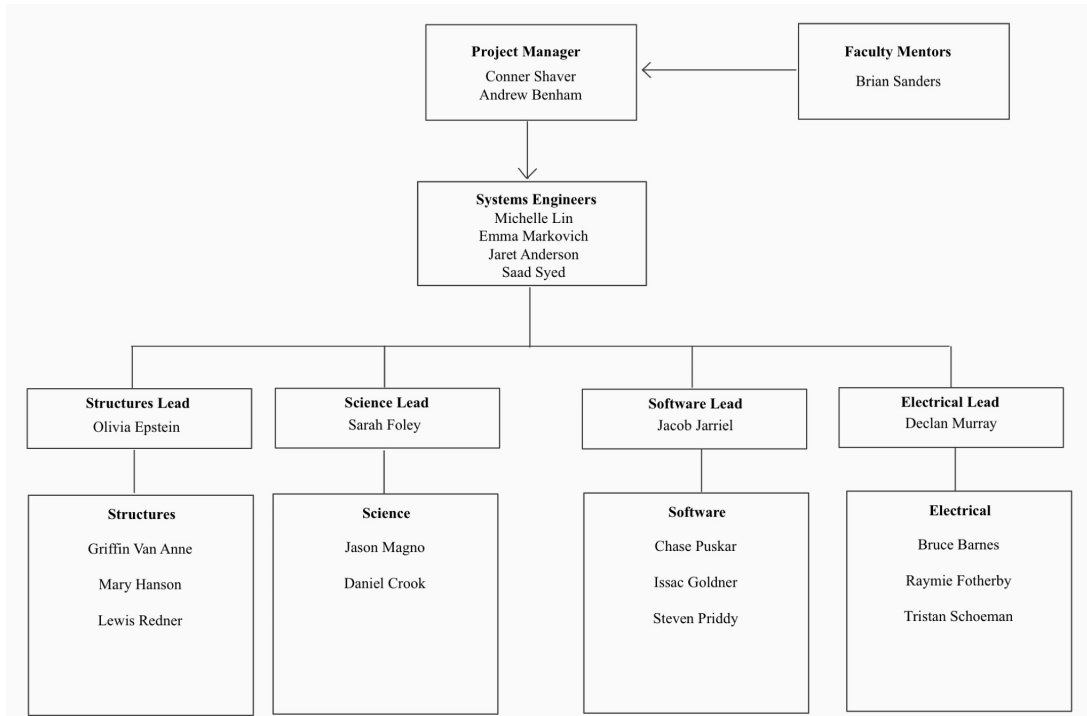 Project Manager
Conner Shaver
Andrew Benham
Faculty Mentors
Brian Sanders
Systems Engineers
Michelle Lin
Emma Markovich
Jaret Anderson
Saad Syed
Structures Lead
Olivia Epstein
Science Lead
Sarah Foley
Software Lead
Jacob Jarriel
Electrical Lead
Declan Murray
Structures
Griffin Van Anne
Mary Hanson
Lewis Redner
Science
Jason Magno
Daniel Crook
Software
Chase Puskar
Issac Goldner
Steven Priddy
Electrical
Bruce Barnes
Raymie Fotherby
Tristan Schoeman